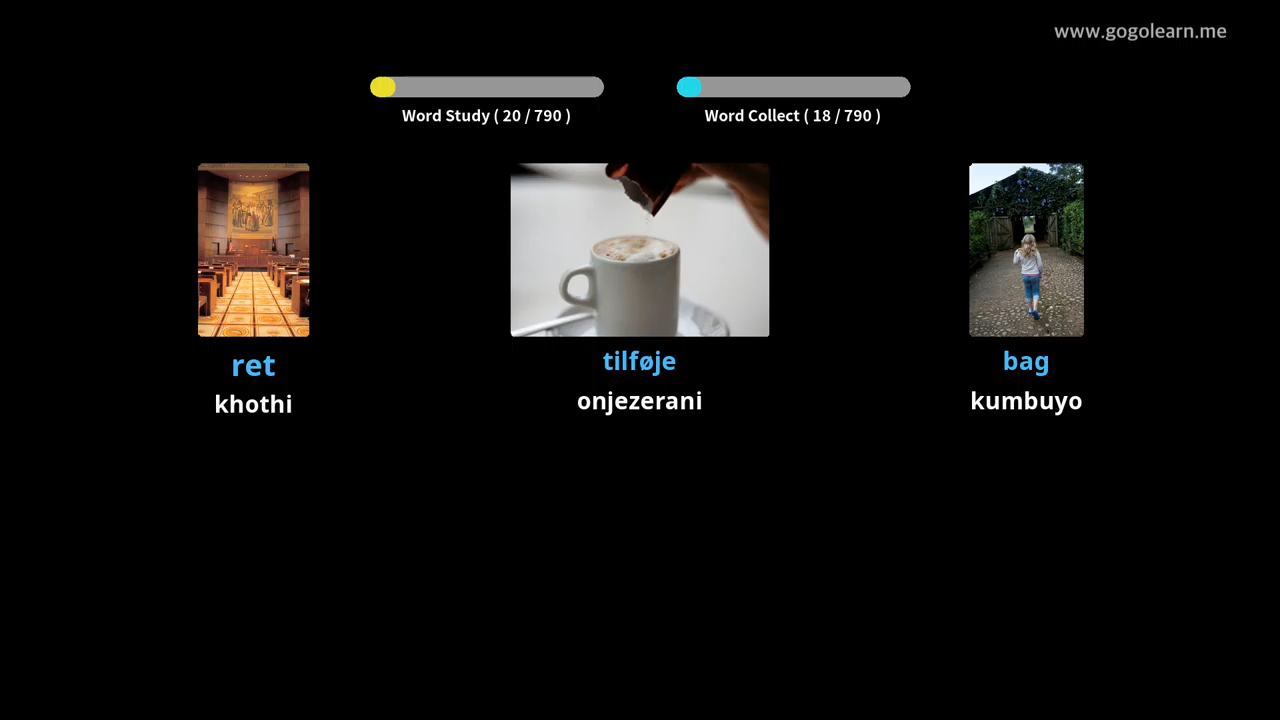 www.gogolearn.me
Word Study ( 20 / 790 )
Word Collect ( 18 / 790 )
ret
khothi
tilføje
onjezerani
bag
kumbuyo